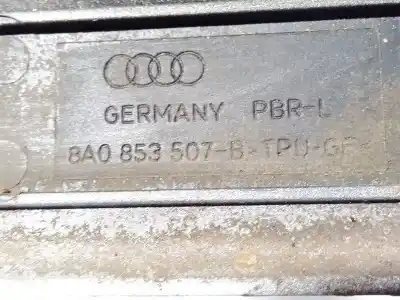 GERMANY PBR-L
8A0 853 507-B-TPU-GF